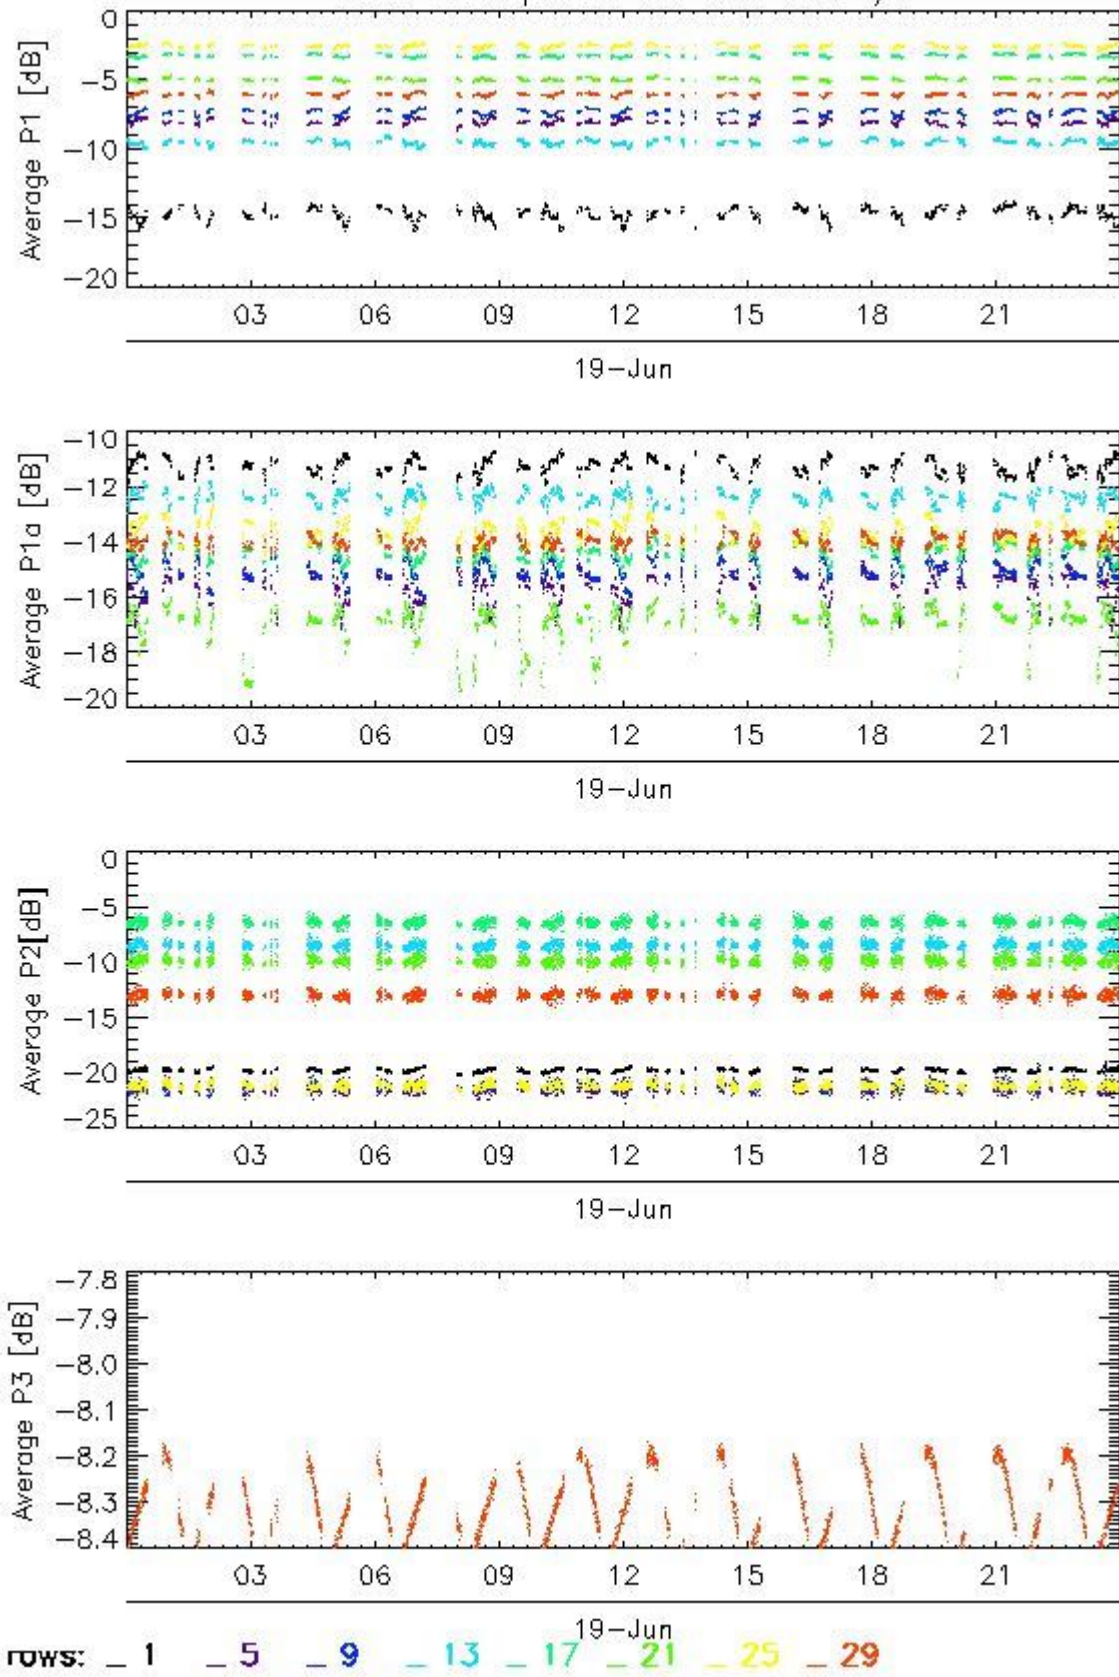 0
−5
−10
−15
−20
Average P1 [dB]
03 06 09 12 15 18 21
19−Jun
−10
−12
−14
−16
−18
−20
Average P1a [dB]
03 06 09 12 15 18 21
19−Jun
0
−5
−10
−15
−20
−25
Average P2[dB]
03 06 09 12 15 18 21
19−Jun
−7.8
−7.9
−8.0
−8.1
−8.2
−8.3
−8.4
Average P3 [dB]
03 06 09 12 15 18 21
19−Jun
rows: _ 1 _ 5 _ 9 _ 13 _ 17 _ 21 _ 25 _ 29